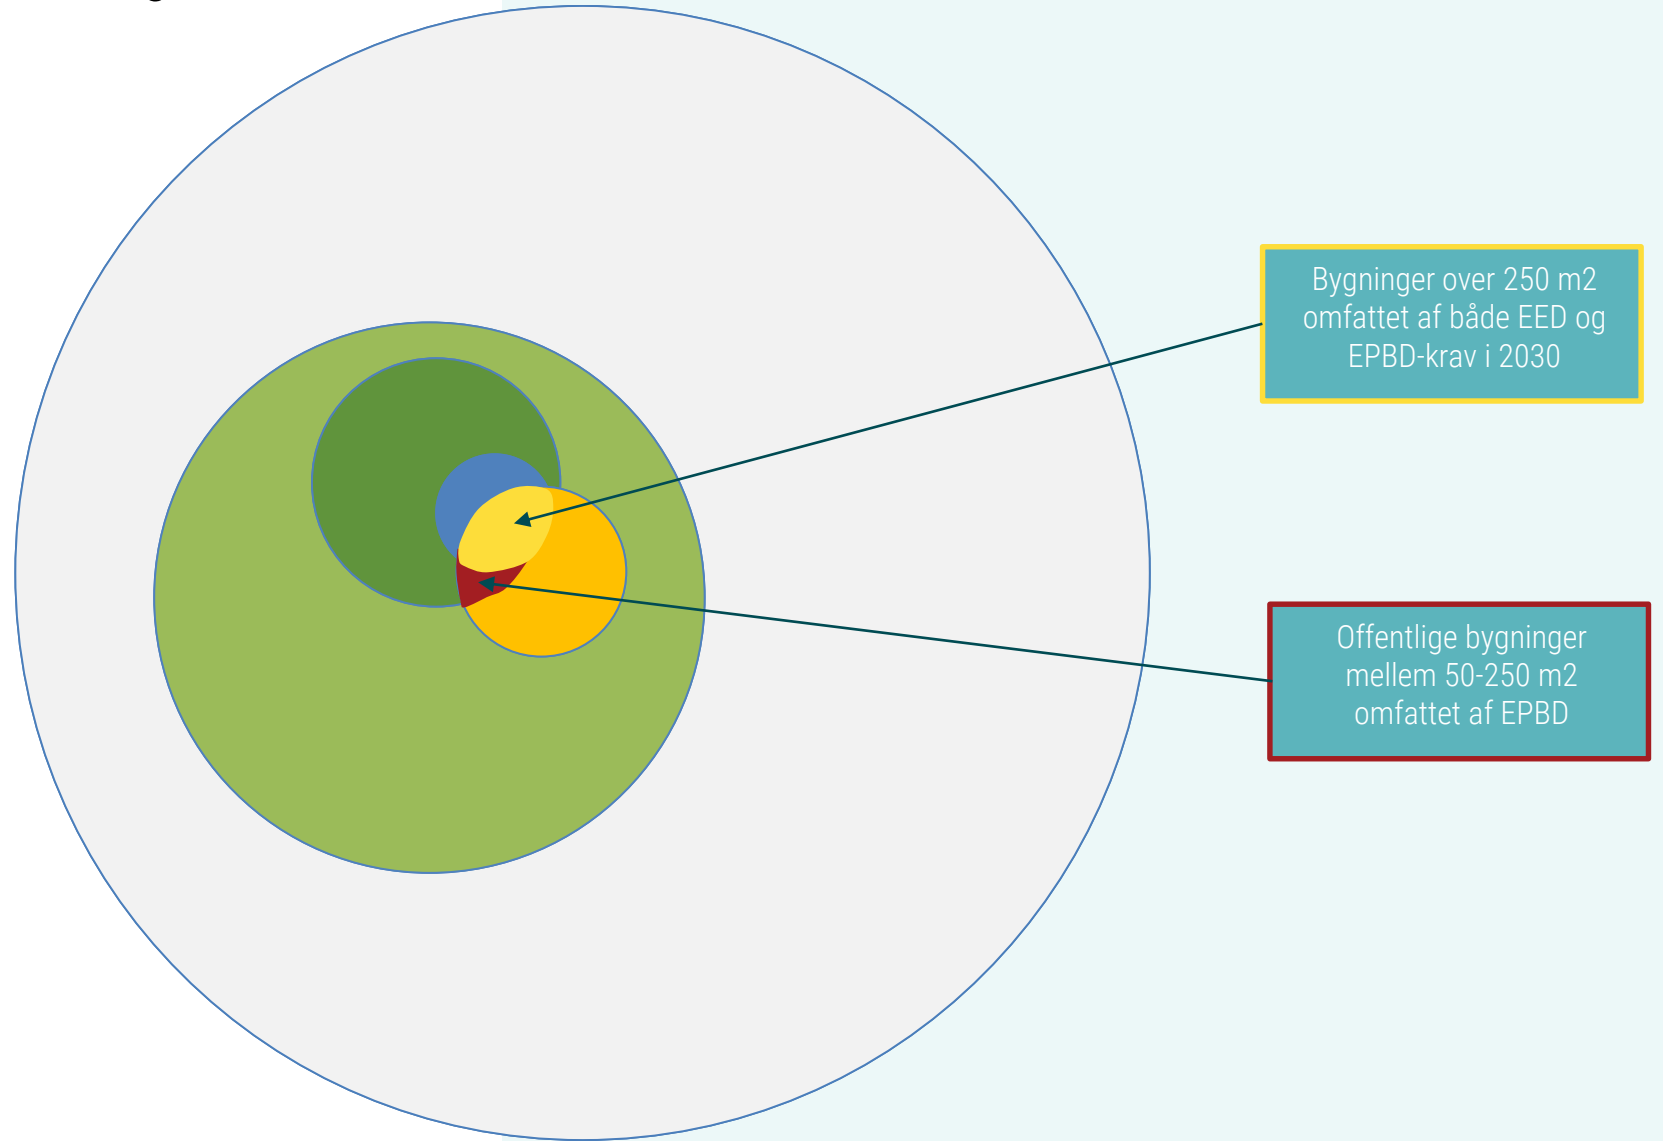 Bygninger over 250 m2
omfattet af både EED og
EPBD-krav i 2030
Offentlige bygninger
mellem 50-250 m2
omfattet af EPBD